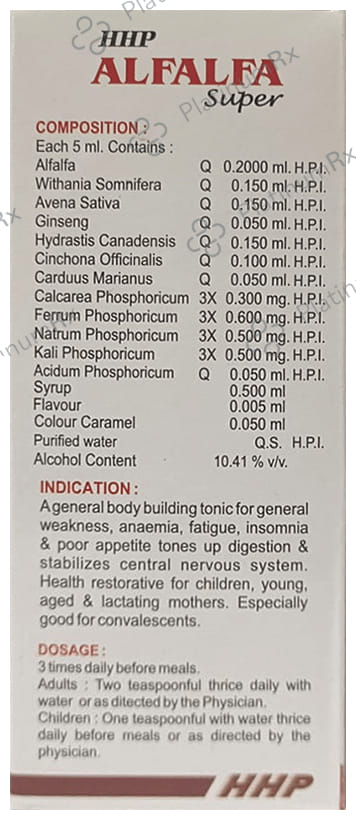 HHP
ALFALFA
Super
COMPOSITION :
Each 5 ml. Contains :
Alfalfa Q 0.2000 ml. H.P.I.
Withania Somnifera Q 0.150 ml. H.P.I.
Avena Sativa Q 0.150 ml. H.P.I.
Ginseng Q 0.050 ml. H.P.I.
Hydrastis Canadensis Q 0.150 ml. H.P.I.
Cinchona Officinalis Q 0.100 ml. H.P.I.
Carduus Marianus Q 0.050 ml. H.P.I.
Calcarea Phosphoricum 3X 0.300 mg. H.P.I.
Ferrum Phosphoricum 3X 0.600 mg. H.P.I.
Natrum Phosphoricum 3X 0.500 mg. H.P.I.
Kali Phosphoricum 3X 0.500 mg. H.P.I.
Acidum Phosphoricum Q 0.050 ml. H.P.I.
Syrup 0.500 ml
Flavour 0.005 ml
Colour Caramel 0.050 ml
Purified water Q.S. H.P.I.
Alcohol Content 10.41 % v/v.
INDICATION :
A general body building tonic for general
weakness, anaemia, fatigue, insomnia
& poor appetite tones up digestion &
stabilizes central nervous system.
Health restorative for children, young,
aged & lactating mothers. Especially
good for convalescents.
DOSAGE :
3 times daily before meals.
Adults : Two teaspoonful thrice daily with
water or as ditected by the Physician.
Children : One teaspoonful with water thrice
daily before meals or as directed by the
physician.
HHP